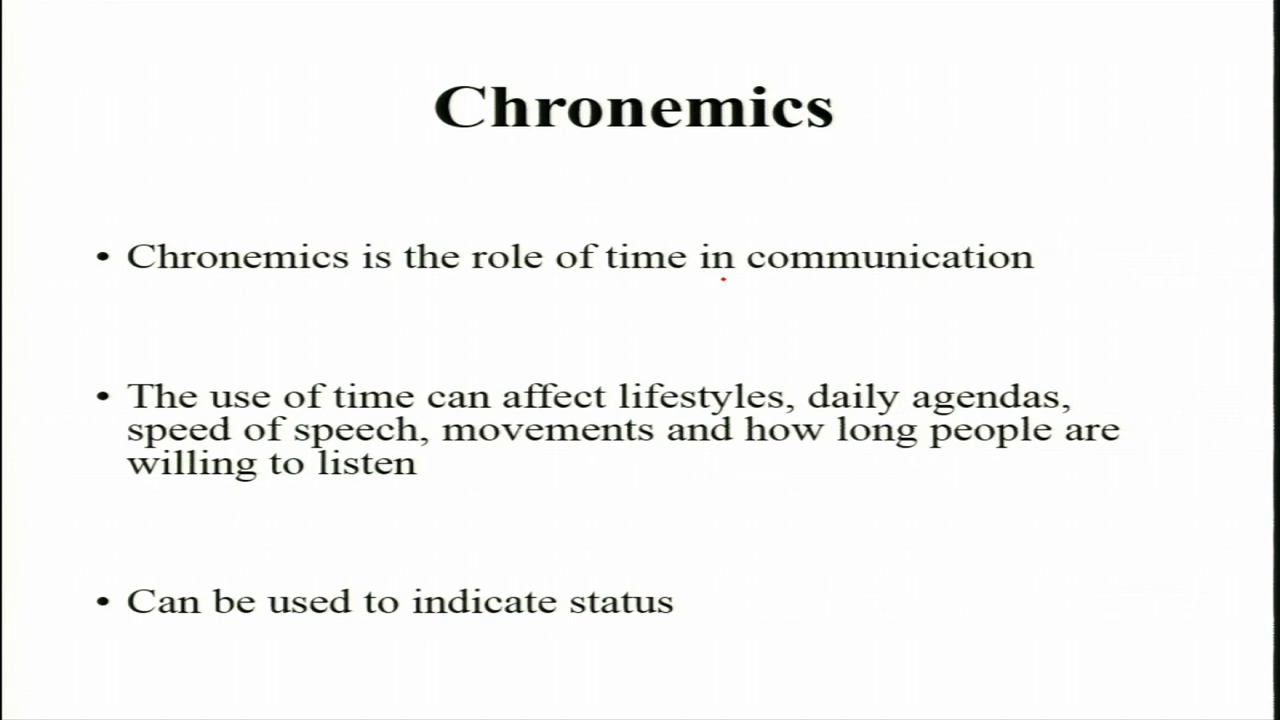 Chronemics
• Chronemics is the role of time in communication
• The use of time can affect lifestyles, daily agendas,
speed of speech, movements and how long people are
willing to listen
• Can be used to indicate status